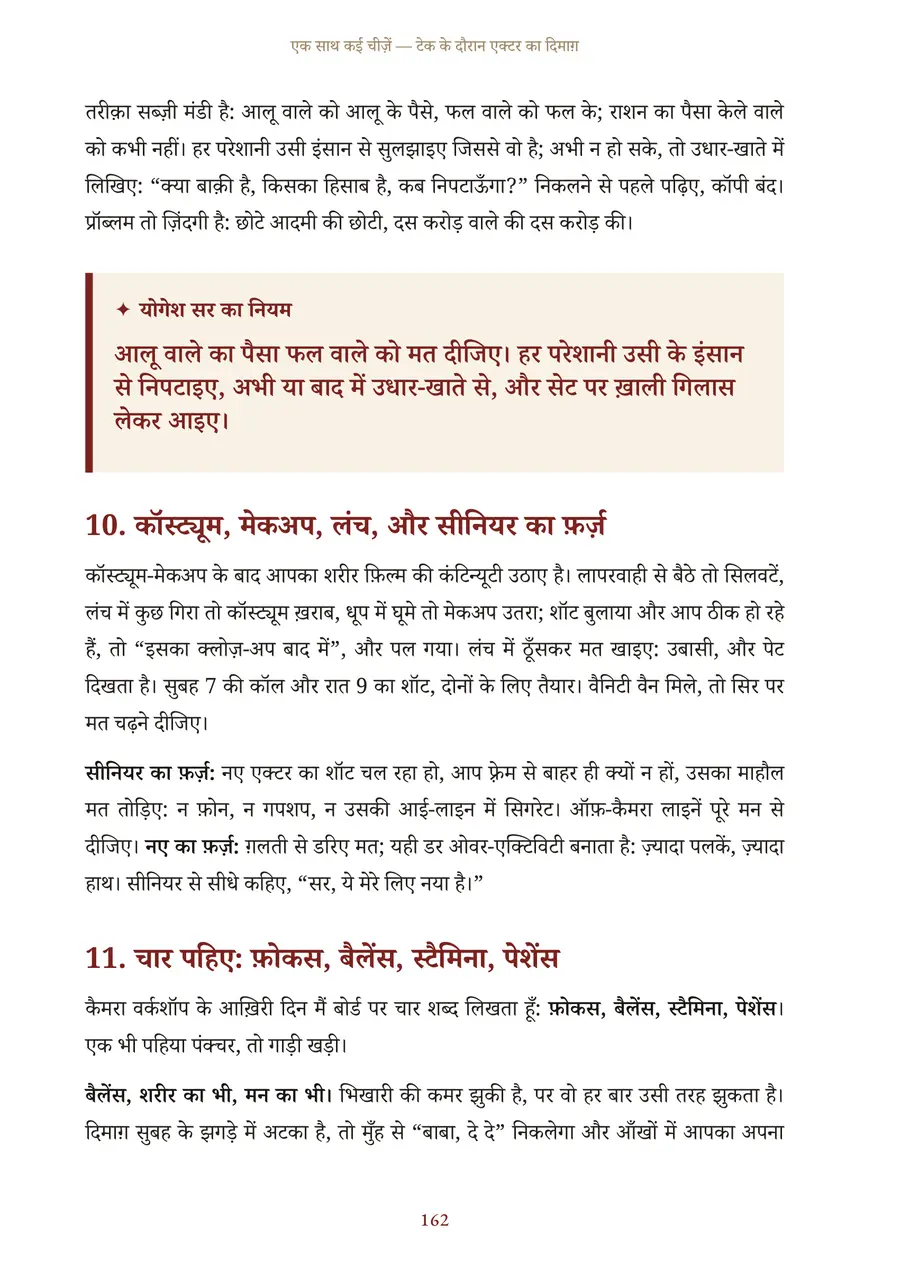 एक साथ कई चीज़ें — टेक के दौरान एक्टर का दिमाग़
तरीक़ा सब्ज़ी मंडी है: आलू वाले को आलू के पैसे, फल वाले को फल के; राशन का पैसा केले वाले
को कभी नहीं। हर परेशानी उसी इंसान से सुलझाइए जिससे वो है; अभी न हो सके, तो उधार-खाते में
लिखिए: “क्या बाक़ी है, किसका हिसाब है, कब निपटाऊँगा?” निकलने से पहले पढ़िए, कॉपी बंद।
प्रॉब्लम तो ज़िंदगी है: छोटे आदमी की छोटी, दस करोड़ वाले की दस करोड़ की।
✦ योगेश सर का नियम
आलू वाले का पैसा फल वाले को मत दीजिए। हर परेशानी उसी के इंसान
से निपटाइए, अभी या बाद में उधार-खाते से, और सेट पर ख़ाली गिलास
लेकर आइए।
10. कॉस्ट्यूम, मेकअप, लंच, और सीनियर का फ़र्ज़
कॉस्ट्यूम-मेकअप के बाद आपका शरीर फ़िल्म की कंटिन्यूटी उठाए है। लापरवाही से बैठे तो सिलवटें,
लंच में कुछ गिरा तो कॉस्ट्यूम ख़राब, धूप में घूमे तो मेकअप उतरा; शॉट बुलाया और आप ठीक हो रहे
हैं, तो “इसका क्लोज़-अप बाद में”, और पल गया। लंच में ठूँसकर मत खाइए: उबासी, और पेट
दिखता है। सुबह 7 की कॉल और रात 9 का शॉट, दोनों के लिए तैयार। वैनिटी वैन मिले, तो सिर पर
मत चढ़ने दीजिए।
सीनियर का फ़र्ज़: नए एक्टर का शॉट चल रहा हो, आप फ़्रेम से बाहर ही क्यों न हों, उसका माहौल
मत तोड़िए: न फ़ोन, न गपशप, न उसकी आई-लाइन में सिगरेट। ऑफ़-कैमरा लाइनें पूरे मन से
दीजिए। नए का फ़र्ज़: ग़लती से डरिए मत; यही डर ओवर-एक्टिविटी बनाता है: ज़्यादा पलकें, ज़्यादा
हाथ। सीनियर से सीधे कहिए, “सर, ये मेरे लिए नया है।”
11. चार पहिए: फ़ोकस, बैलेंस, स्टैमिना, पेशेंस
कैमरा वर्कशॉप के आख़िरी दिन मैं बोर्ड पर चार शब्द लिखता हूँ: फ़ोकस, बैलेंस, स्टैमिना, पेशेंस।
एक भी पहिया पंक्चर, तो गाड़ी खड़ी।
बैलेंस, शरीर का भी, मन का भी। भिखारी की कमर झुकी है, पर वो हर बार उसी तरह झुकता है।
दिमाग़ सुबह के झगड़े में अटका है, तो मुँह से “बाबा, दे दे” निकलेगा और आँखों में आपका अपना
162